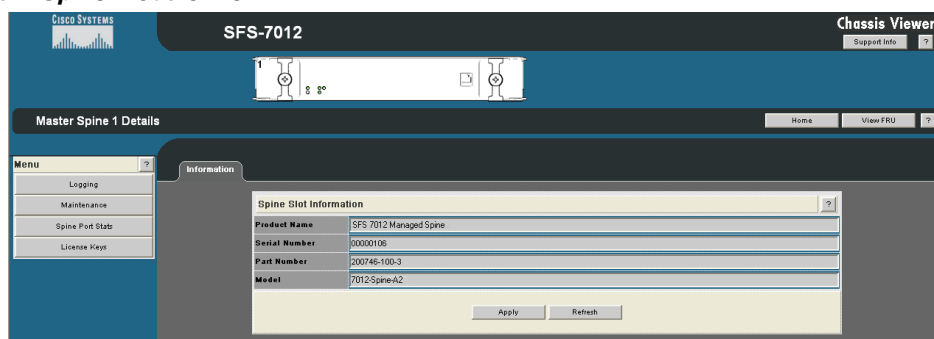 CISCO SYSTEMS
SFS-7012
Chassis Viewer
Support Info ?
1
Master Spine 1 Details
Home View FRU ?
Menu ?
Information
Logging
Maintenance
Spine Port Stats
License Keys
Spine Slot Information ?
Product Name SFS 7012 Managed Spine
Serial Number 00000106
Part Number 200746-100-3
Model 7012-Spine-A2
Apply Refresh